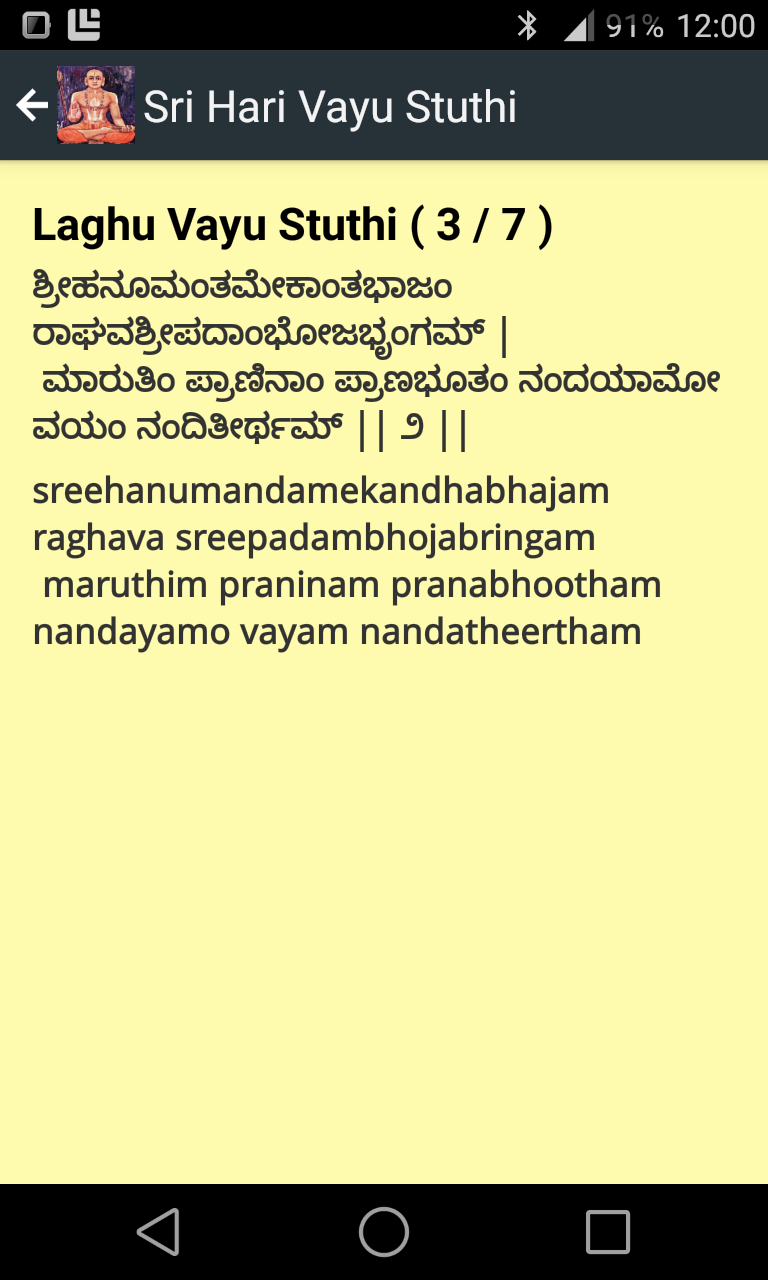 91% 12:00
Sri Hari Vayu Stuthi
Laghu Vayu Stuthi ( 3 / 7 )
ಶ್ರೀಹನೂಮಂತಮೇಕಾಂತಭಾಜಂ
ರಾಘವಶ್ರೀಪದಾಂಭೋಜಭೃಂಗಮ್ |
ಮಾರುತಿಂ ಪ್ರಾಣಿನಾಂ ಪ್ರಾಣಭೂತಂ ನಂದಯಾಮೋ
ವಯಂ ನಂದಿತೀರ್ಥಮ್ || ೨ ||
sreehanumandamekandhabhajam
raghava sreepadambhojabringam
maruthim praninam pranabhootham
nandayamo vayam nandatheertham